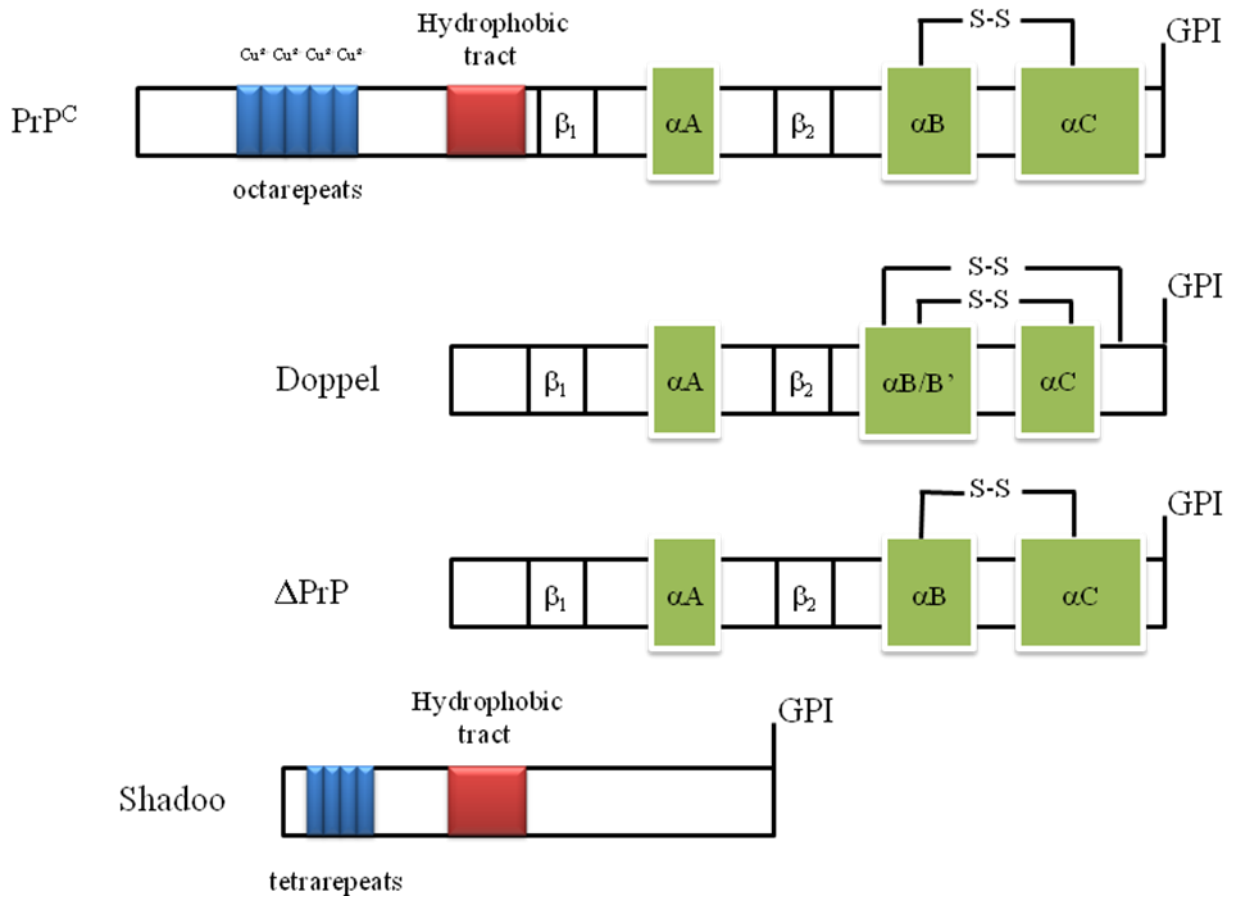 Hydrophobic
tract
S-S
GPI
Cu²⁻ Cu²⁻ Cu²⁻ Cu²⁻
PrPᶜ
β₁
αA
β₂
αB
αC
octarepeats
S-S
S-S
GPI
Doppel
β₁
αA
β₂
αB/B’
αC
S-S
GPI
ΔPrP
β₁
αA
β₂
αB
αC
Hydrophobic
tract
GPI
Shadoo
tetrarepeats